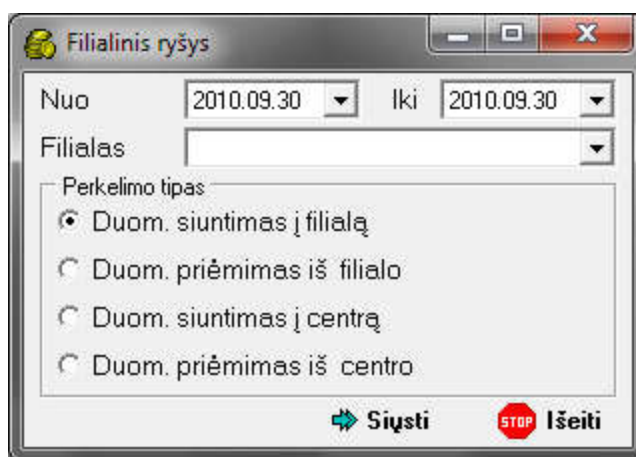 Filialinis ryšys
Nuo 2010.09.30 Iki 2010.09.30
Filialas
Perkelimo tipas
Duom. siuntimas į filialą
Duom. priėmimas iš filialo
Duom. siuntimas į centrą
Duom. priėmimas iš centro
Siųsti STOP Išeiti